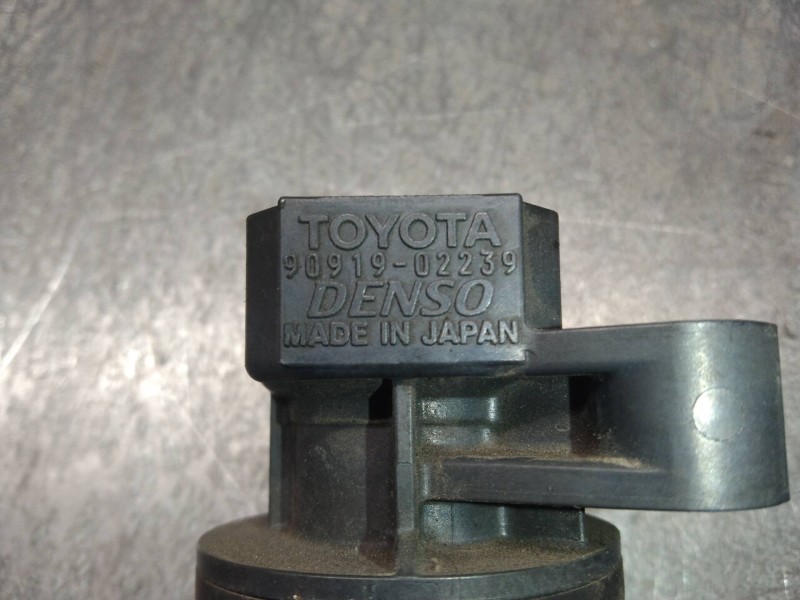 TOYOTA
90919-02239
DENSO
MADE IN JAPAN